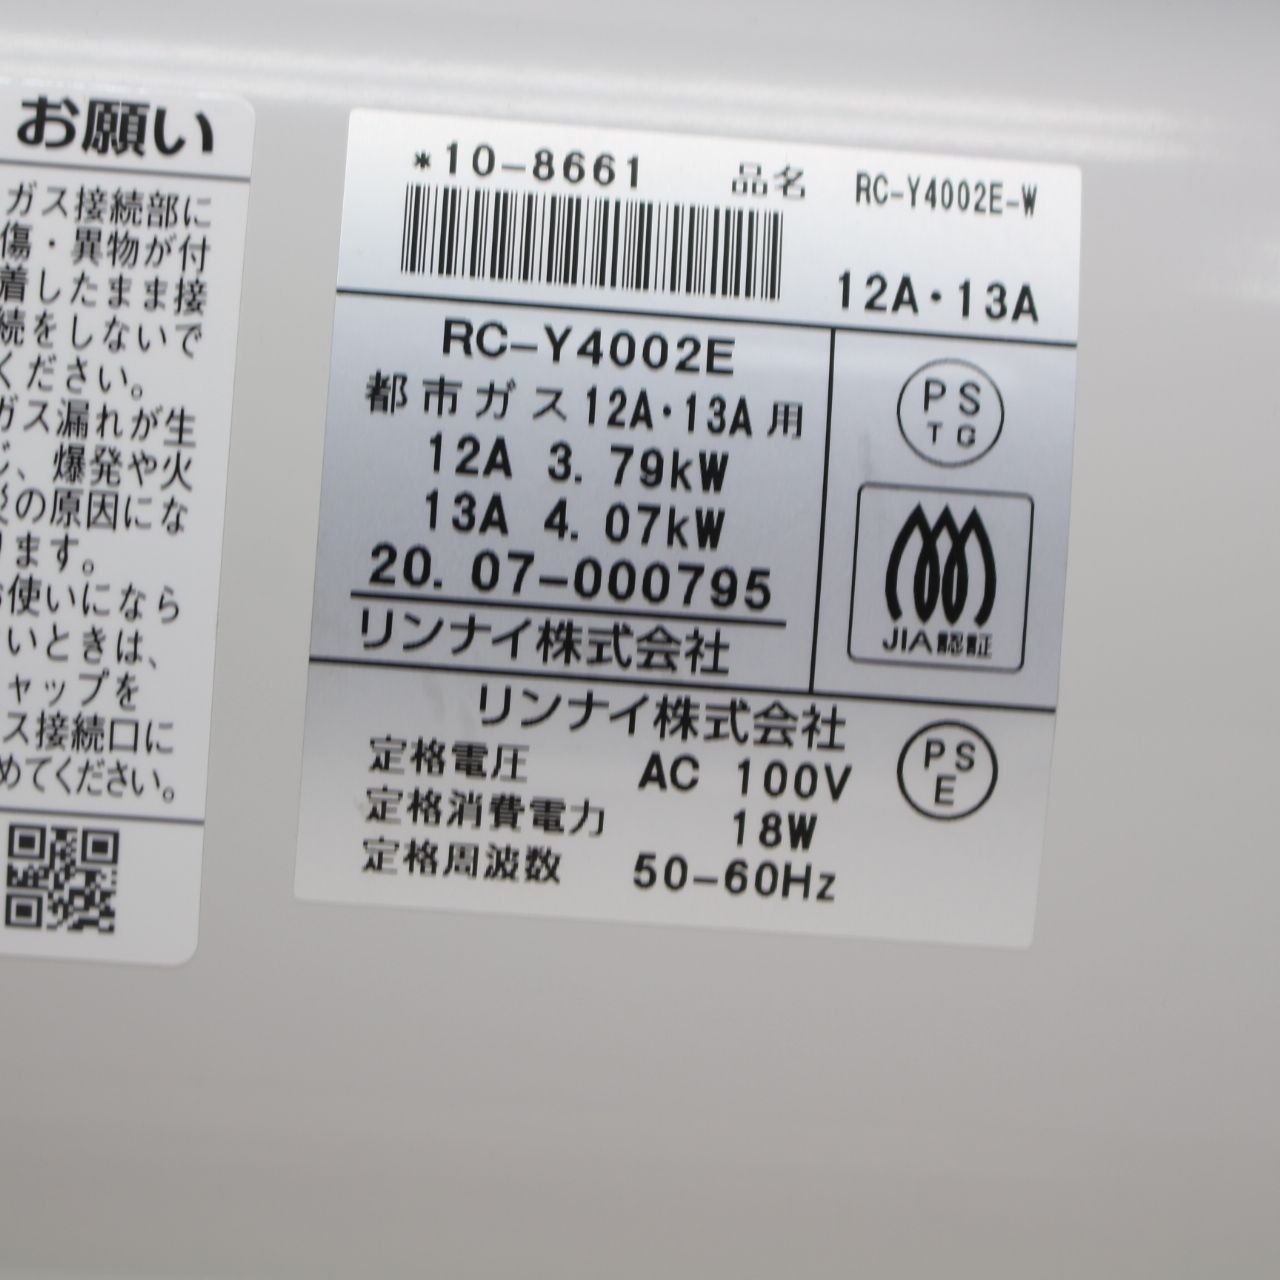 お願い
ガス接続部に
傷・異物が付
着したまま接
続をしないで
ください。
ガス漏れが生
じ、爆発や火
災の原因にな
ります。
お使いになら
ないときは、
キャップを
ガス接続口に
めてください。
*10-8661 品名 RC-Y4002E-W
12A・13A
RC-Y4002E
都市ガス12A・13A用
12A 3.79kW
13A 4.07kW
20.07-000795
リンナイ株式会社
PS
TG
JIA認証
リンナイ株式会社
定格電圧 AC 100V
定格消費電力 18W
定格周波数 50-60Hz
PS
E